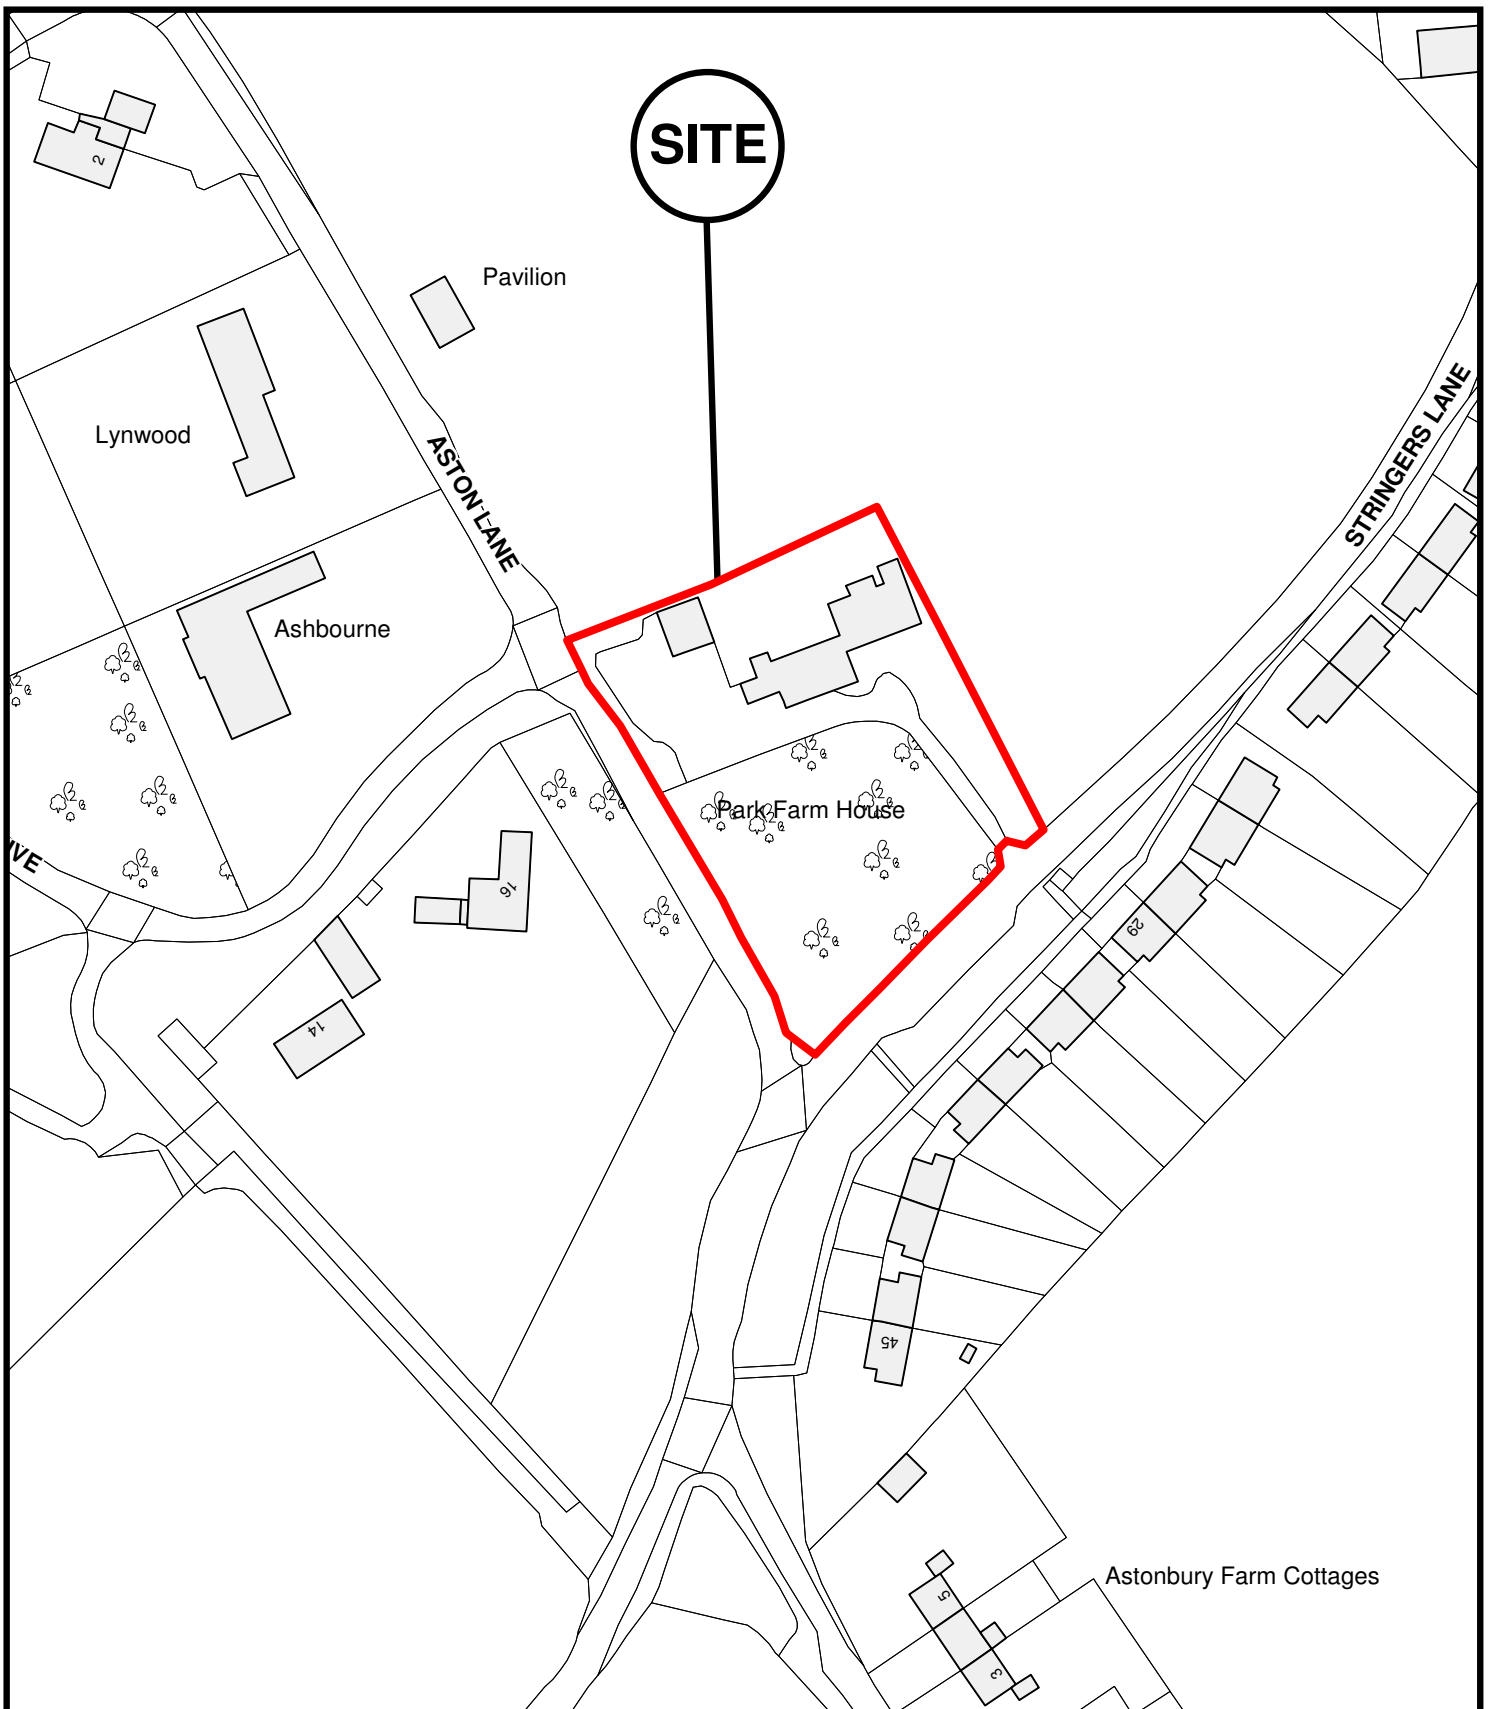 SITE
2
Pavilion
STRINGERS LANE
Lynwood
ASTON LANE
Ashbourne
Park Farm House
IVE
16
29
14
45
Astonbury Farm Cottages
5
3